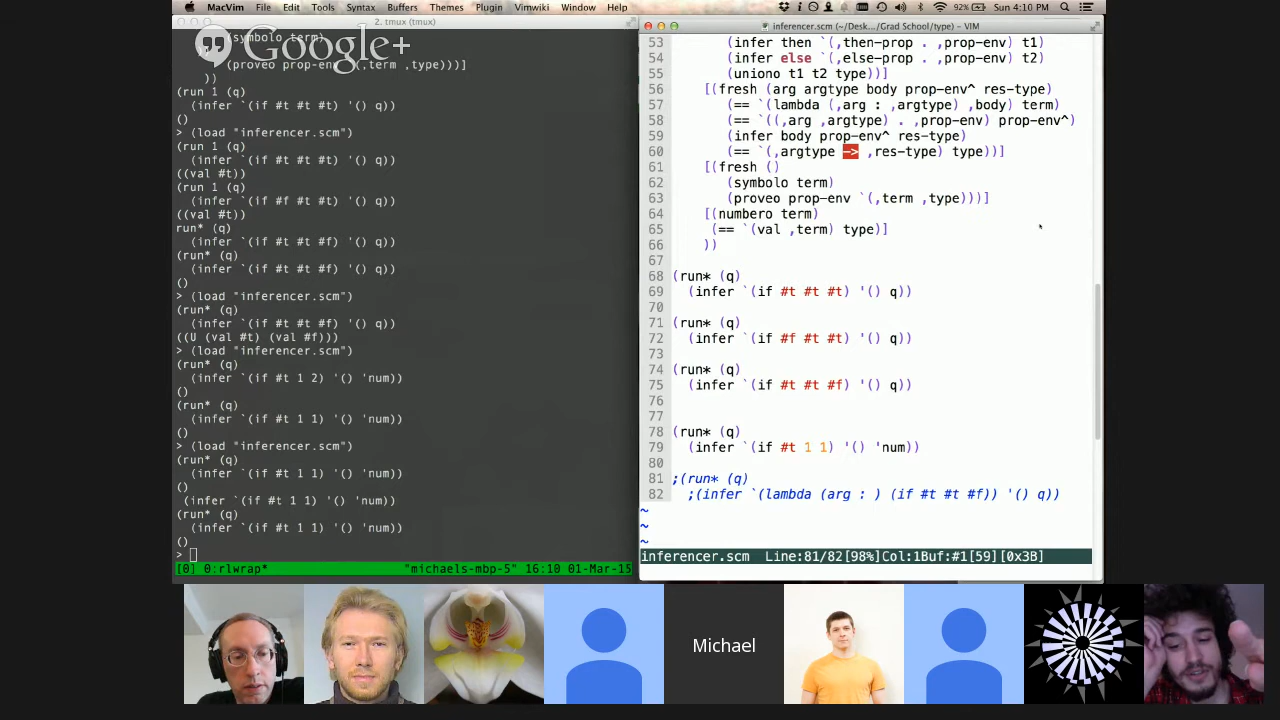 MacVim File Edit Tools Syntax Buffers Themes Plugin Vimwiki Window Help 92% Sun 4:10 PM
2. tmux (tmux)
Google+
(symbolo term)
(proveo prop-env `(,term ,type)))]
))
(run 1 (q)
(infer `(if #t #t #t) '() q))
()
> (load "inferencer.scm")
(run 1 (q)
(infer `(if #t #t #t) '() q))
((val #t))
(run 1 (q)
(infer `(if #f #t #t) '() q))
((val #t))
run* (q)
(infer `(if #t #t #f) '() q))
(run* (q)
(infer `(if #t #t #f) '() q))
()
> (load "inferencer.scm")
(run* (q)
(infer `(if #t #t #f) '() q))
((U (val #t) (val #f)))
> (load "inferencer.scm")
(run* (q)
(infer `(if #t 1 2) '() 'num))
()
(run* (q)
(infer `(if #t 1 1) '() 'num))
()
> (load "inferencer.scm")
(run* (q)
(infer `(if #t 1 1) '() 'num))
()
(infer `(if #t 1 1) '() 'num))
(run* (q)
(infer `(if #t 1 1) '() 'num))
()
>
[0] 0:rlwrap* "michaels-mbp-5" 16:10 01-Mar-15
inferencer.scm (~/Desk.../Grad School/type) – VIM
53 (infer then `(,then-prop . ,prop-env) t1)
54 (infer else `(,else-prop . ,prop-env) t2)
55 (uniono t1 t2 type))]
56 [(fresh (arg argtype body prop-env^ res-type)
57 (== `(lambda (,arg : ,argtype) ,body) term)
58 (== `((,arg ,argtype) . ,prop-env) prop-env^)
59 (infer body prop-env^ res-type)
60 (== `(,argtype -> ,res-type) type))]
61 [(fresh ()
62 (symbolo term)
63 (proveo prop-env `(,term ,type)))]
64 [(numbero term)
65 (== `(val ,term) type)]
66 ))
67
68 (run* (q)
69 (infer `(if #t #t #t) '() q))
70
71 (run* (q)
72 (infer `(if #f #t #t) '() q))
73
74 (run* (q)
75 (infer `(if #t #t #f) '() q))
76
77
78 (run* (q)
79 (infer `(if #t 1 1) '() 'num))
80
81 ;(run* (q)
82 ;(infer `(lambda (arg : ) (if #t #t #f)) '() q))
~
~
~
inferencer.scm Line:81/82[98%]Col:1Buf:#1[59][0x3B]
Michael